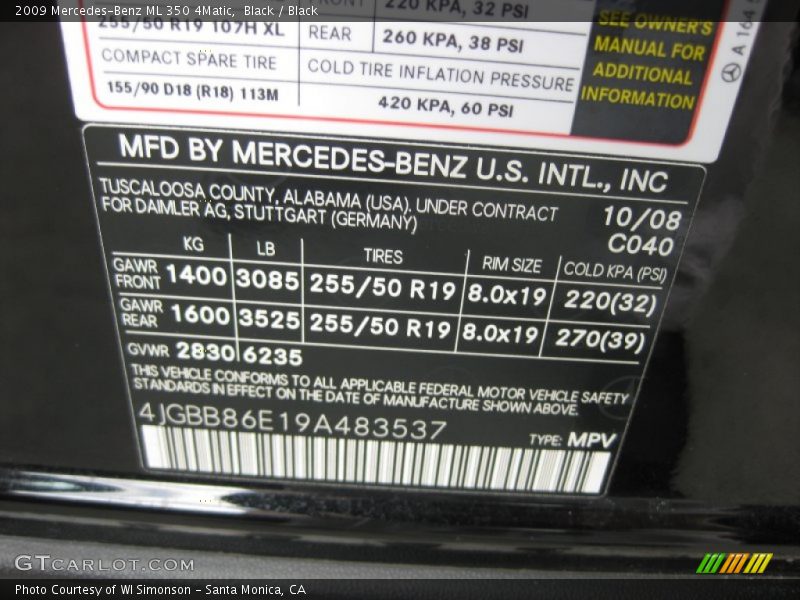 2009 Mercedes-Benz ML 350 4Matic, Black / Black
220 KPA, 32 PSI
255/50 R19 107H XL
REAR
260 KPA, 38 PSI
COMPACT SPARE TIRE
COLD TIRE INFLATION PRESSURE
155/90 D18 (R18) 113M
420 KPA, 60 PSI
SEE OWNER'S
MANUAL FOR
ADDITIONAL
INFORMATION
A 164 5
MFD BY MERCEDES-BENZ U.S. INTL., INC
TUSCALOOSA COUNTY, ALABAMA (USA), UNDER CONTRACT
FOR DAIMLER AG, STUTTGART (GERMANY)
10/08
C040
KG LB TIRES RIM SIZE COLD KPA (PSI)
GAWR FRONT 1400 3085 255/50 R19 8.0x19 220(32)
GAWR REAR 1600 3525 255/50 R19 8.0x19 270(39)
GVWR 2830 6235
THIS VEHICLE CONFORMS TO ALL APPLICABLE FEDERAL MOTOR VEHICLE SAFETY
STANDARDS IN EFFECT ON THE DATE OF MANUFACTURE SHOWN ABOVE.
4JGBB86E19A483537
TYPE: MPV
GTCARLOT.COM
Photo Courtesy of WI Simonson - Santa Monica, CA